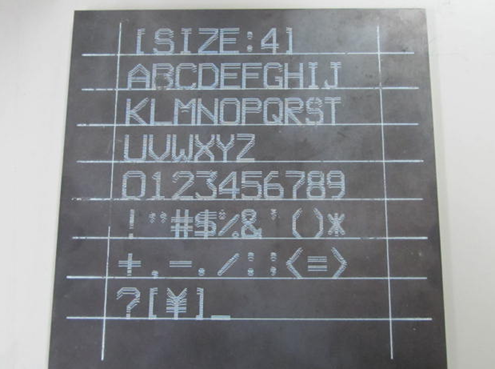 [SIZE:4]
ABCDEFGHIJ
KLMNOPQRST
UVWXYZ
0123456789
!"#$%&'()*
+,-./:;<=>
?[¥]_